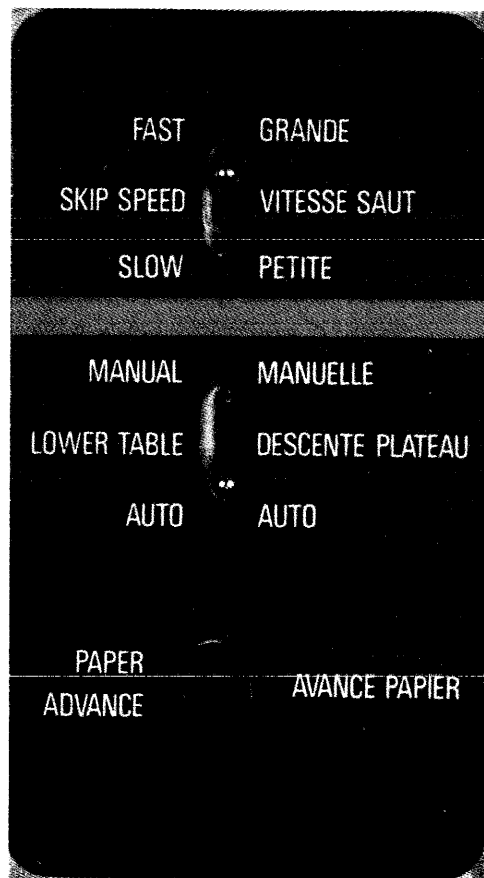 FAST GRANDE
SKIP SPEED VITESSE SAUT
SLOW PETITE
MANUAL MANUELLE
LOWER TABLE DESCENTE PLATEAU
AUTO AUTO
PAPER
ADVANCE
AVANCE PAPIER